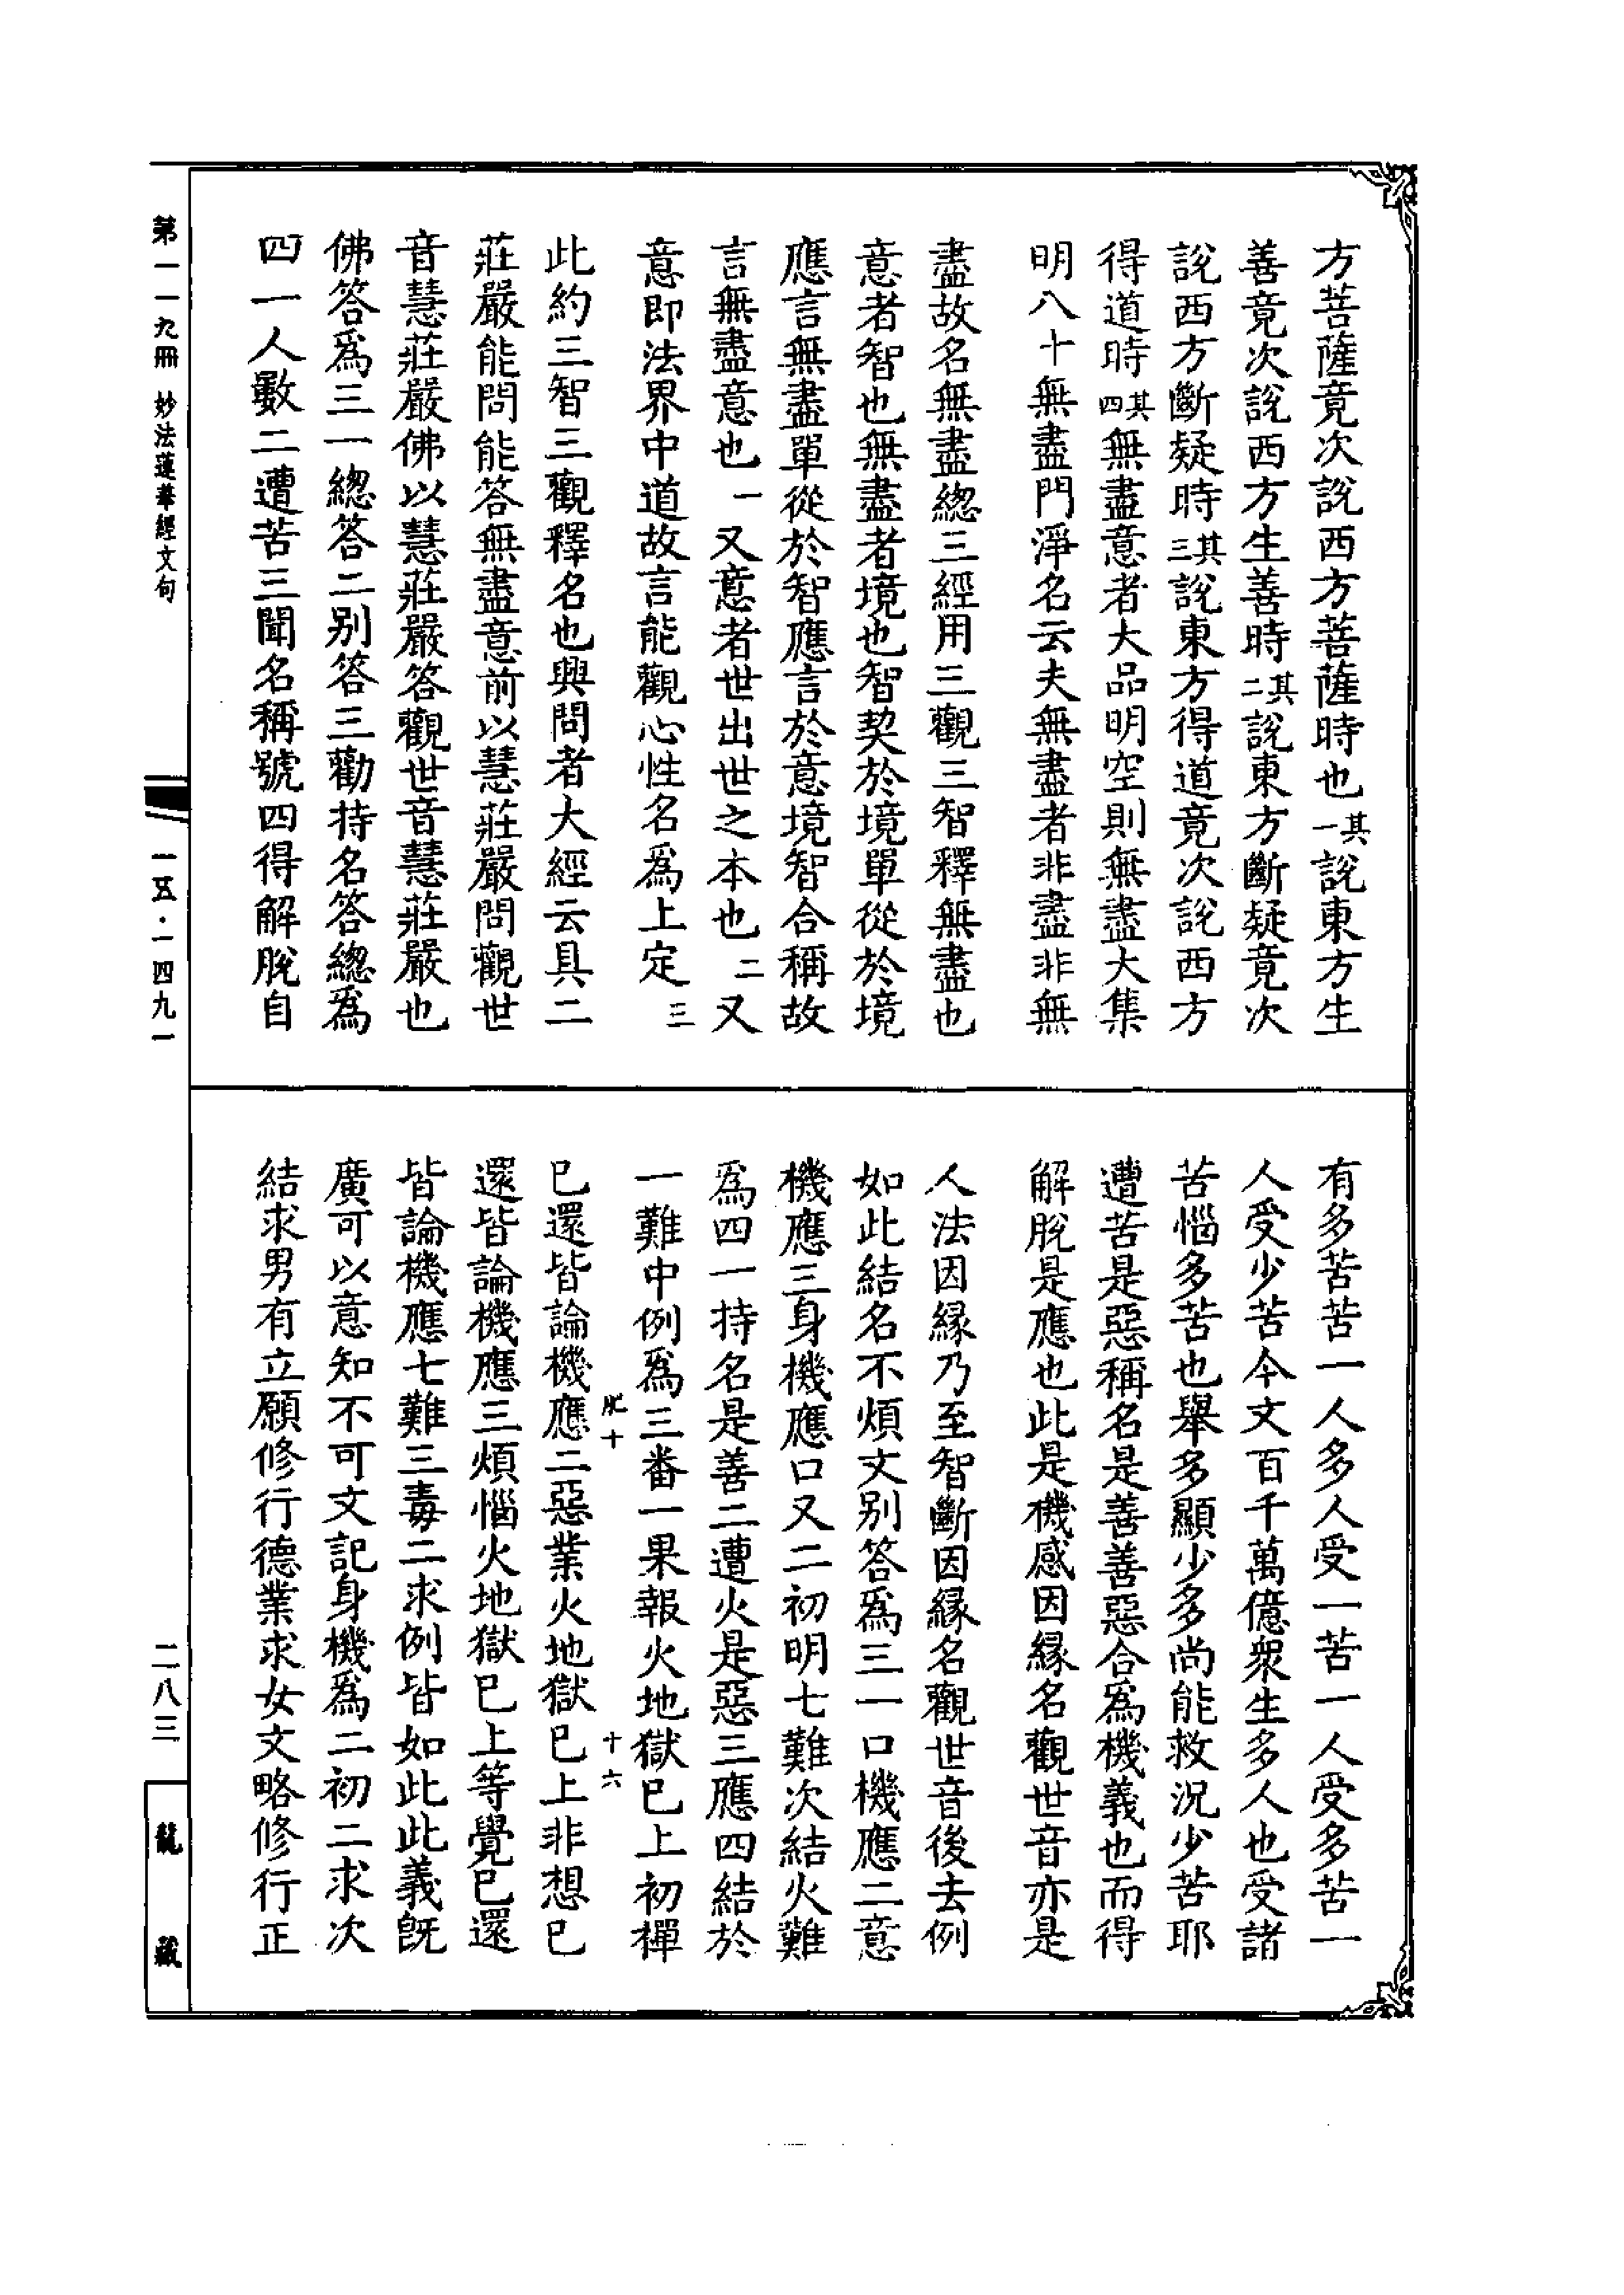 方菩薩竟次說西方菩薩時也其一說東方生
善竟次說西方生善時其二說東方斷疑竟次
說西方斷疑時其三說東方得道竟次說西方
得道時其四無盡意者大品明空則無盡大集
明八十無盡門淨名云夫無盡者非盡非無
盡故名無盡緫三經用三觀三智釋無盡也
意者智也無盡者境也智契於境單從於境
應言無盡單從於智應言於意境智合稱故
言無盡意也一又意者世出世之本也二又
意即法界中道故言能觀心性名爲上定三
此約三智三觀釋名也興問者大經云具二
莊嚴能問能答無盡意前以慧莊嚴問觀世
音慧莊嚴佛以慧莊嚴答觀世音慧莊嚴也
佛答爲三一緫答二别答三勸持名答緫爲
四一人數二遭苦三聞名稱號四得解脫自
有多苦苦一人多人受一苦一人受多苦一
人受少苦今文百千萬億衆生多人也受諸
苦惱多苦也舉多顯少多尚能救況少苦耶
遭苦是惡稱名是善善惡合爲機義也而得
解脫是應也此是機感因緣名觀世音亦是
人法因緣乃至智斷因緣名觀世音後去例
如此結名不煩文别答爲三一口機應二意
機應三身機應口又二初明七難次結火難
爲四一持名是善二遭火是惡三應四結於
一難中例爲三番一果報火地獄巳上初禪
肥十 十六
巳還皆論機應二惡業火地獄巳上非想巳
還皆論機應三煩惱火地獄巳上等覺巳還
皆論機應七難三毒二求例皆如此此義旣
廣可以意知不可文記身機爲二初二求次
結求男有立願修行德業求女文略修行正
第一一九冊 妙法蓮華經文句
一五·一四九一
二八三
龍藏